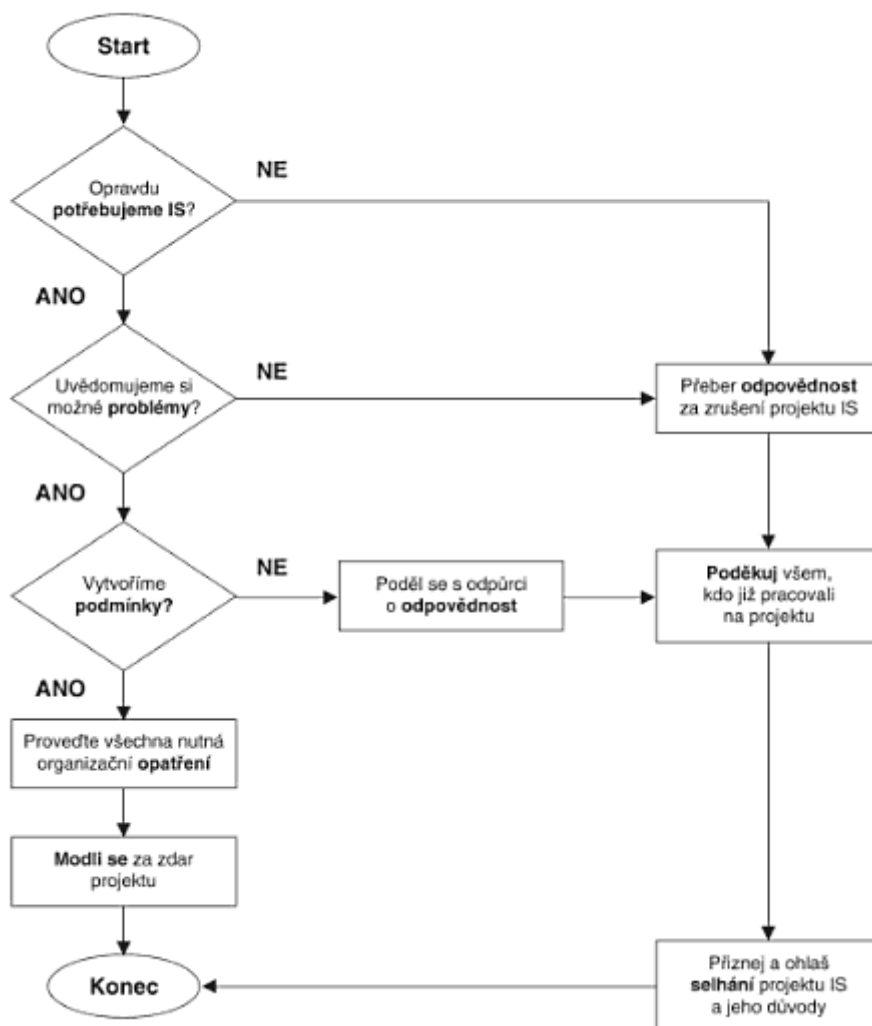 Start
Opravdu
potřebujeme IS?
NE
ANO
Uvědomujeme si
možné problémy?
NE
Přeber odpovědnost
za zrušení projektu IS
ANO
Vytvoříme
podmínky?
NE
Poděl se s odpůrci
o odpovědnost
Poděkuj všem,
kdo již pracovali
na projektu
ANO
Proveďte všechna nutná
organizační opatření
Modli se za zdar
projektu
Konec
Přiznej a ohlaš
selhání projektu IS
a jeho důvody